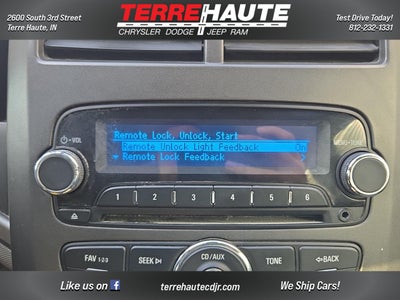 2600 South 3rd Street
Terre Haute, IN
TERRE HAUTE
CHRYSLER DODGE JEEP RAM
Test Drive Today!
812-232-1331
Remote Lock, Unlock, Start
Remote Unlock Light Feedback On
Remote Lock Feedback >
VOL
MENU•TUNE
1 2 3 4 5 6
FAV 1-2-3
SEEK
CD/AUX
TONE
BACK
Like us on f
terrehautecdjr.com
We Ship Cars!